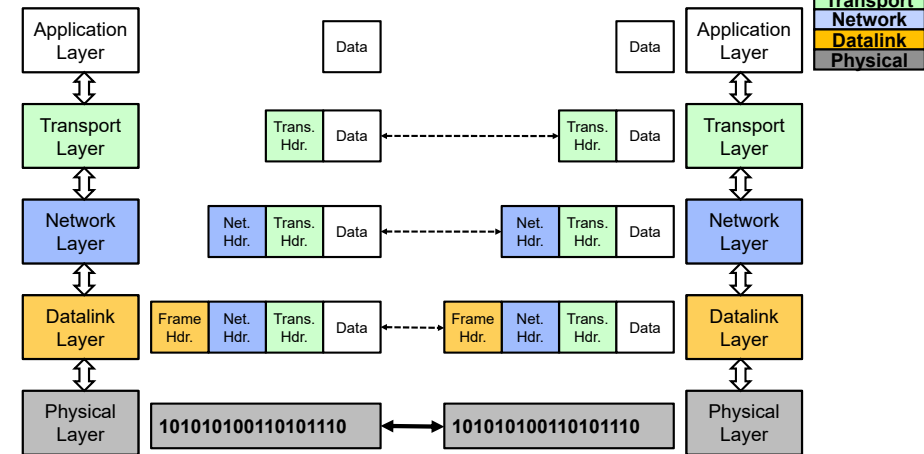 Transport
Network
Datalink
Physical
Application
Layer
Data
Data
Application
Layer
Transport
Layer
Trans.
Hdr.
Data
Trans.
Hdr.
Data
Transport
Layer
Network
Layer
Net.
Hdr.
Trans.
Hdr.
Data
Net.
Hdr.
Trans.
Hdr.
Data
Network
Layer
Datalink
Layer
Frame
Hdr.
Net.
Hdr.
Trans.
Hdr.
Data
Frame
Hdr.
Net.
Hdr.
Trans.
Hdr.
Data
Datalink
Layer
Physical
Layer
101010100110101110
101010100110101110
Physical
Layer